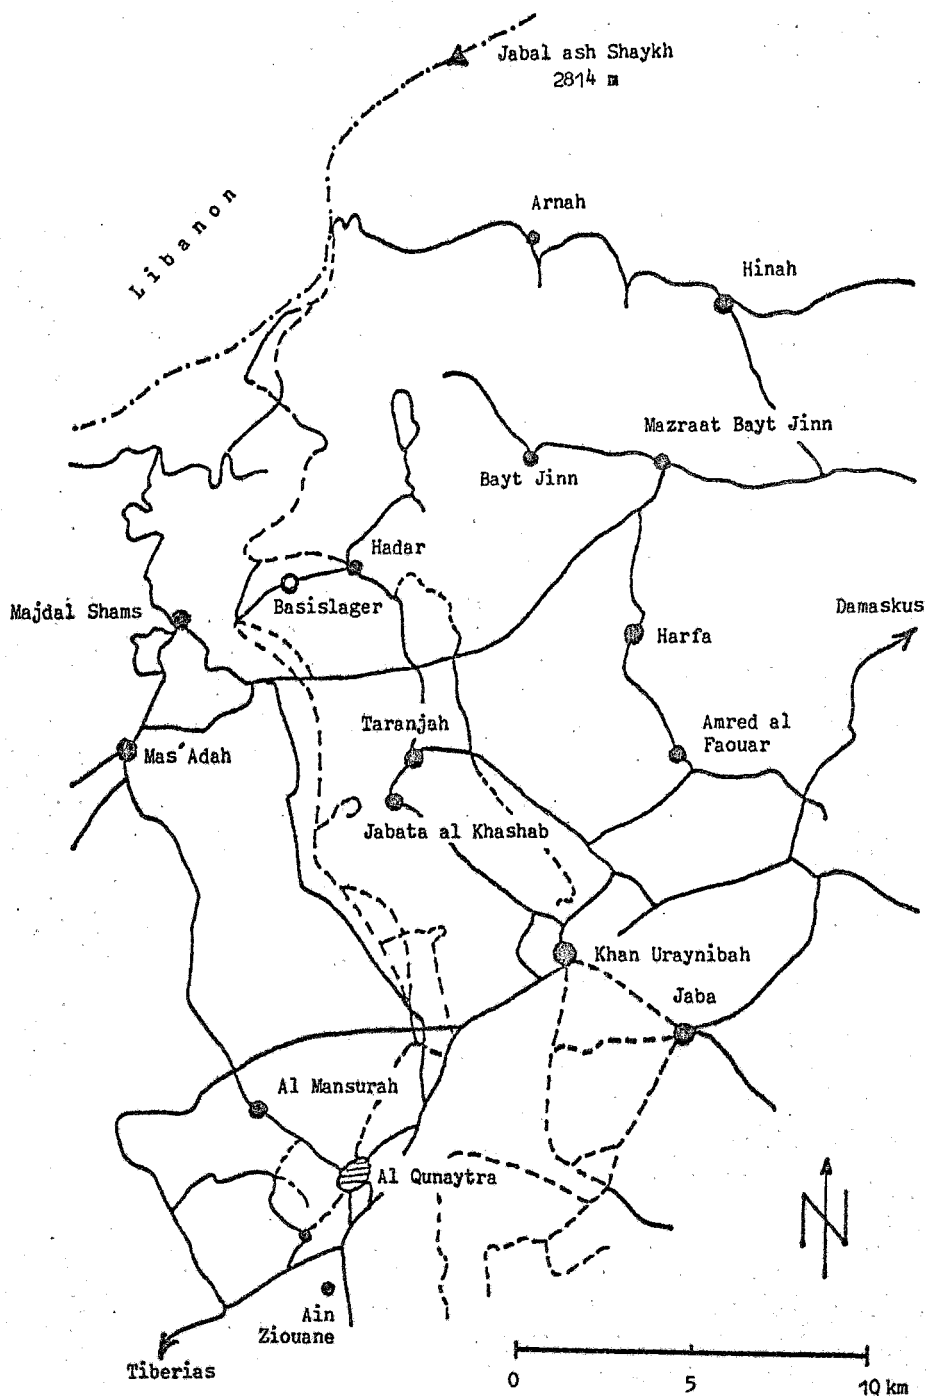 Jabal ash Shaykh
2814 m
Libanon
Arnah
Hinah
Mazraat Bayt Jinn
Bayt Jinn
Hadar
Basislager
Majdal Shams
Damaskus
Harfa
Taranjah
Amred al
Faouar
Mas'Adah
Jabata al Khashab
Khan Uraynibah
Jaba
Al Mansurah
Al Qunaytra
N
Ain
Ziouane
Tiberias
0 5 10 km